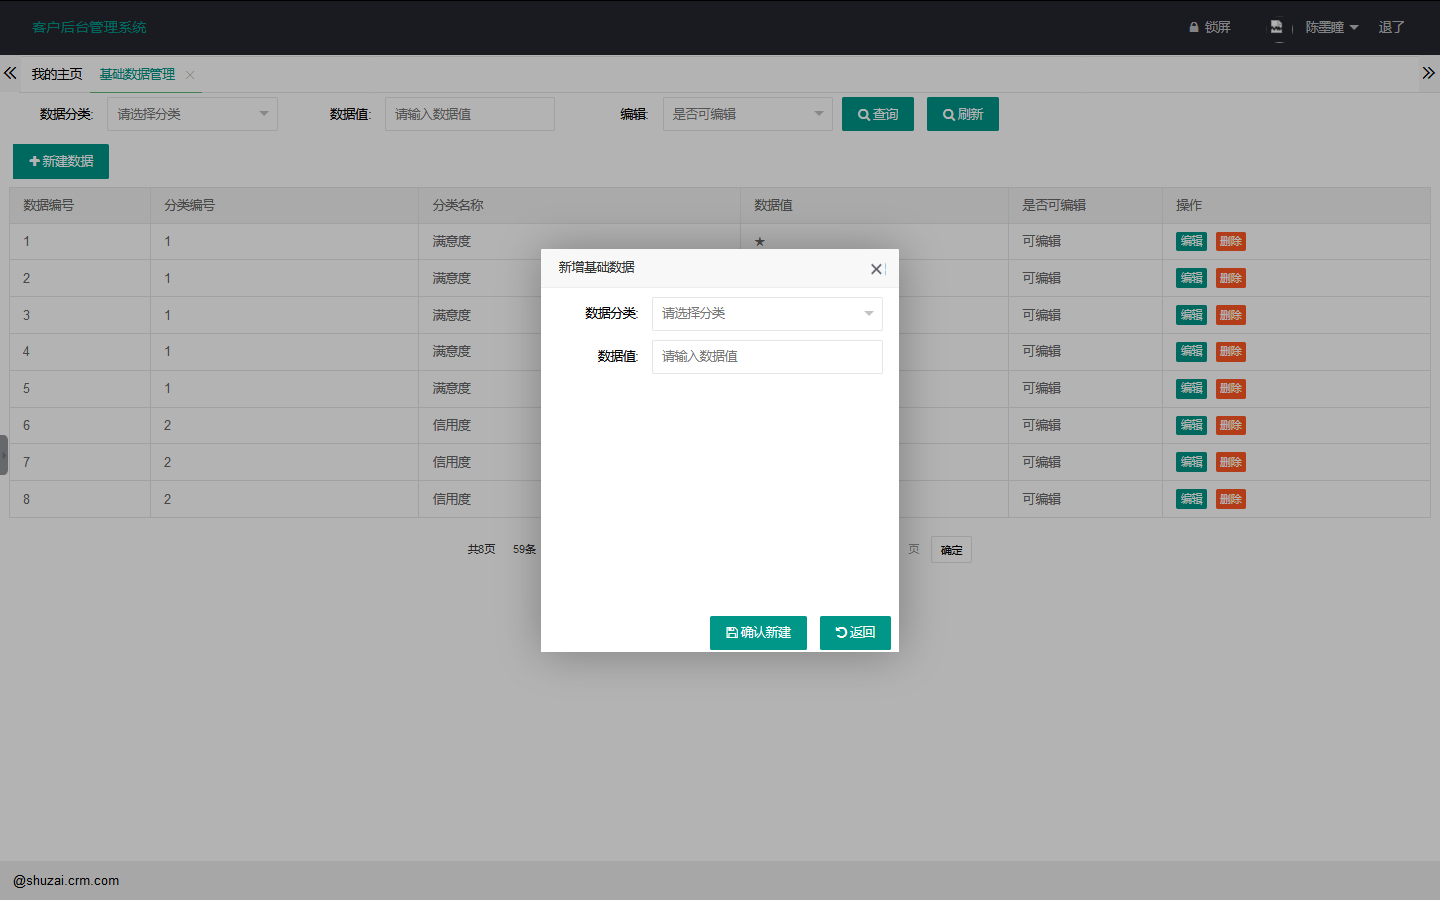 客户后台管理系统 锁屏 陈墨瞳 退了
我的主页 基础数据管理
数据分类: 请选择分类 数据值: 请输入数据值 编辑: 是否可编辑 查询 刷新
新建数据
数据编号 分类编号 分类名称 数据值 是否可编辑 操作
1 1 满意度 ★ 可编辑 编辑 删除
2 1 满意度 可编辑 编辑 删除
3 1 满意度 可编辑 编辑 删除
4 1 满意度 可编辑 编辑 删除
5 1 满意度 可编辑 编辑 删除
6 2 信用度 可编辑 编辑 删除
7 2 信用度 可编辑 编辑 删除
8 2 信用度 可编辑 编辑 删除
共8页 59条 页 确定
新增基础数据
数据分类: 请选择分类
数据值: 请输入数据值
确认新建 返回
@shuzai.crm.com